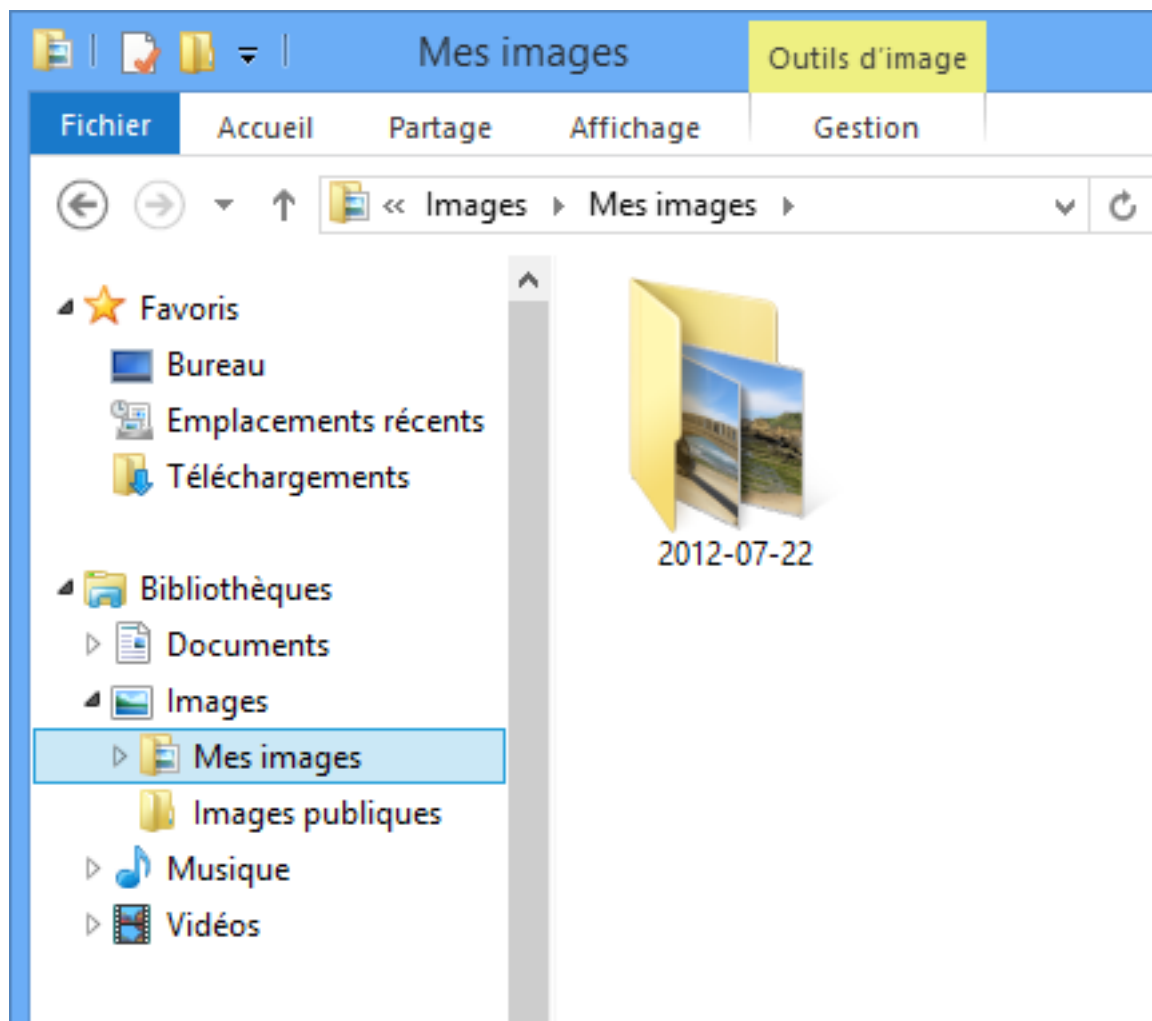 Mes images
Outils d'image
Fichier Accueil Partage Affichage Gestion
« Images Mes images
Favoris
Bureau
Emplacements récents
Téléchargements
Bibliothèques
Documents
Images
Mes images
Images publiques
Musique
Vidéos
2012-07-22